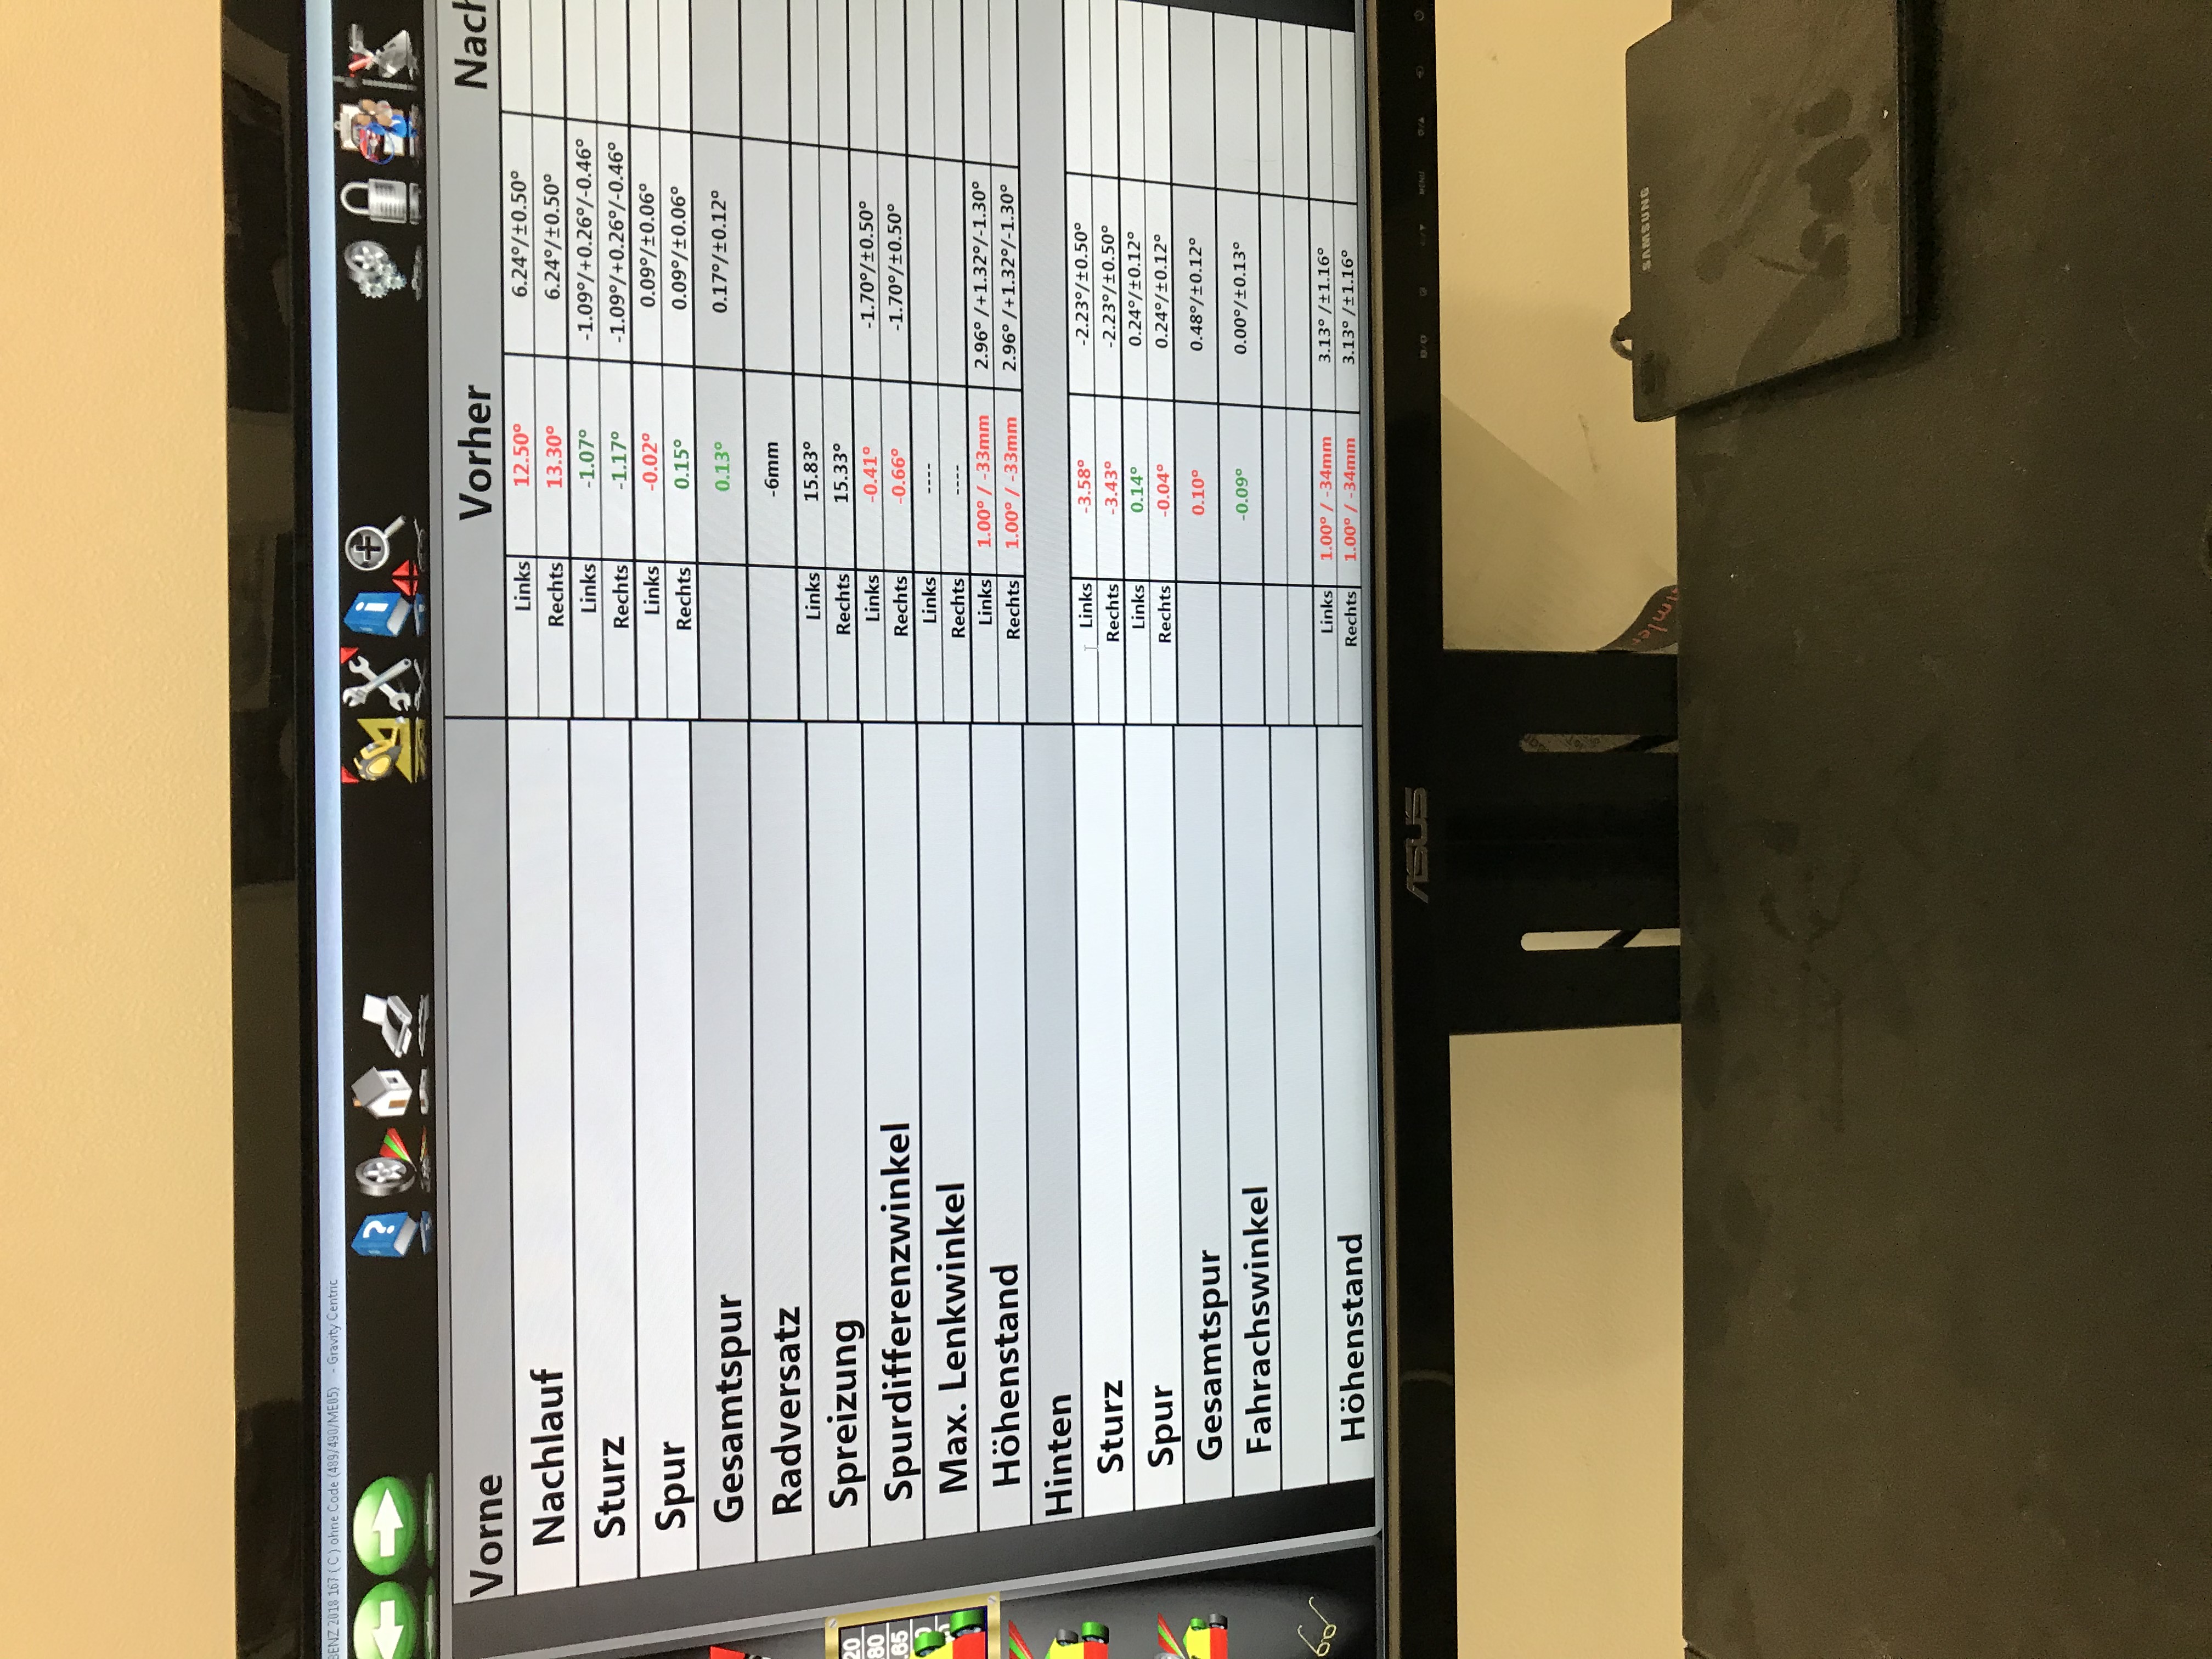 BENZ 2018 167 ( C ) ohne Code (489/490/ME05) - Gravity Centric
Vorne Vorher
Nachlauf Links 12.50° 6.24°/±0.50°
Rechts 13.30° 6.24°/±0.50°
Sturz Links -1.07° -1.09°/+0.26°/-0.46°
Rechts -1.17° -1.09°/+0.26°/-0.46°
Spur Links -0.02° 0.09°/±0.06°
Rechts 0.15° 0.09°/±0.06°
Gesamtspur 0.13° 0.17°/±0.12°
Radversatz -6mm
Spreizung Links 15.83°
Rechts 15.33°
Spurdifferenzwinkel Links -0.41° -1.70°/±0.50°
Rechts -0.66° -1.70°/±0.50°
Max. Lenkwinkel Links ----
Rechts ----
Höhenstand Links 1.00° / -33mm 2.96° /+1.32°/-1.30°
Rechts 1.00° / -33mm 2.96° /+1.32°/-1.30°
Hinten
Sturz Links -3.58° -2.23°/±0.50°
Rechts -3.43° -2.23°/±0.50°
Spur Links 0.14° 0.24°/±0.12°
Rechts -0.04° 0.24°/±0.12°
Gesamtspur 0.10° 0.48°/±0.12°
Fahrachswinkel -0.09° 0.00°/±0.13°
Höhenstand Links 1.00° / -34mm 3.13° /±1.16°
Rechts 1.00° / -34mm 3.13° /±1.16°
ASUS
MENU
SAMSUNG